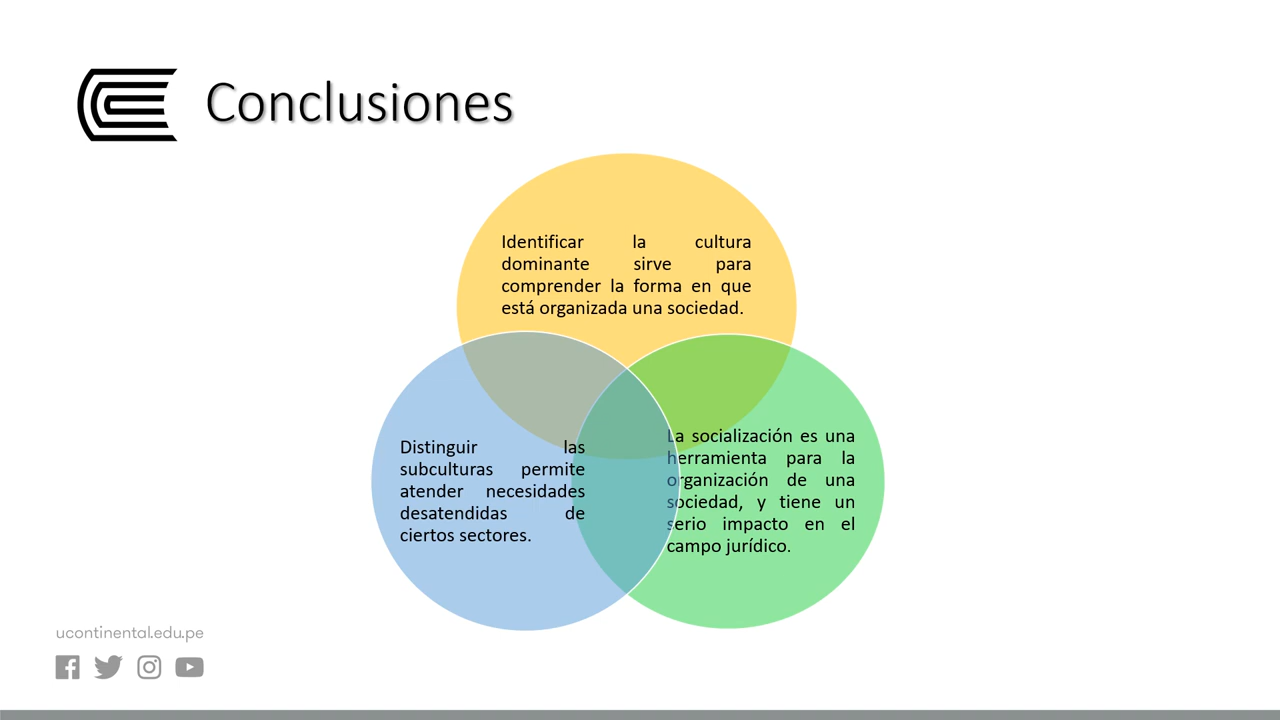 Conclusiones
Identificar la cultura
dominante sirve para
comprender la forma en que
está organizada una sociedad.
Distinguir las
subculturas permite
atender necesidades
desatendidas de
ciertos sectores.
La socialización es una
herramienta para la
organización de una
sociedad, y tiene un
serio impacto en el
campo jurídico.
ucontinental.edu.pe